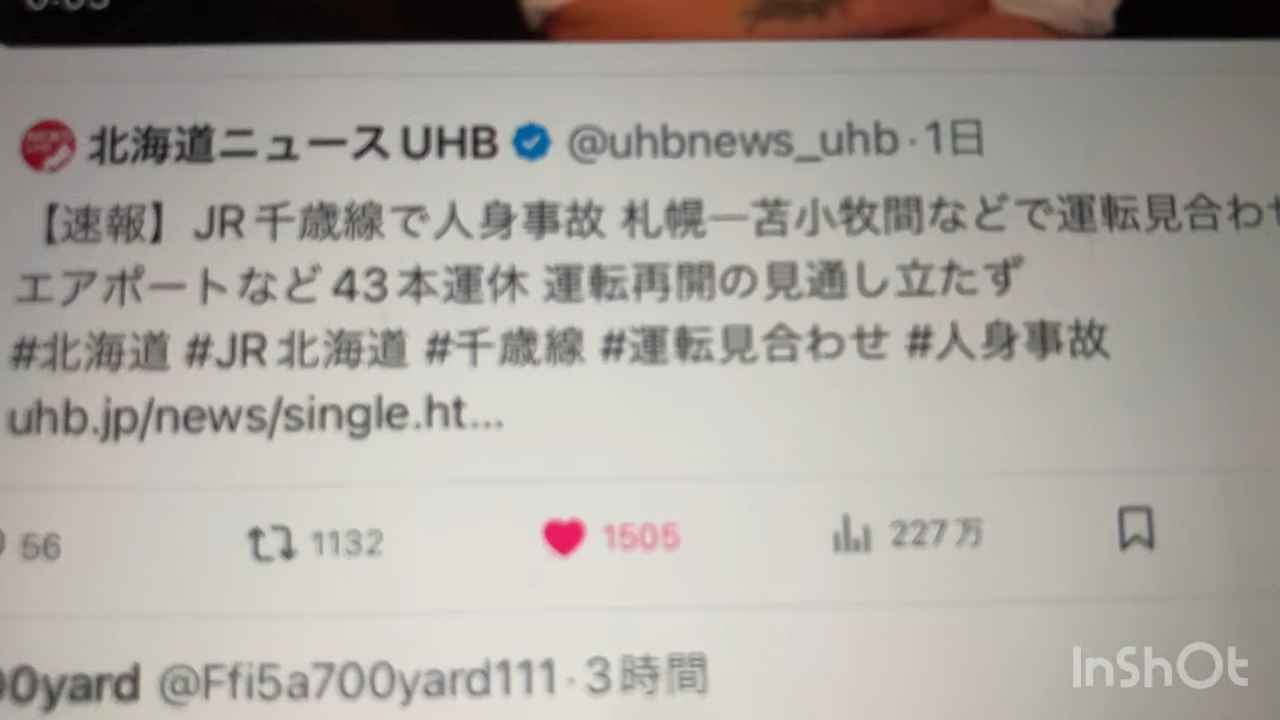 北海道ニュースUHB @uhbnews_uhb·1日
【速報】JR千歳線で人身事故 札幌―苫小牧間などで運転見合わせ
エアポートなど43本運休 運転再開の見通し立たず
#北海道 #JR北海道 #千歳線 #運転見合わせ #人身事故
uhb.jp/news/single.ht...
56 1132 1505 227万
00yard @Ffi5a700yard111·3時間
InShOt